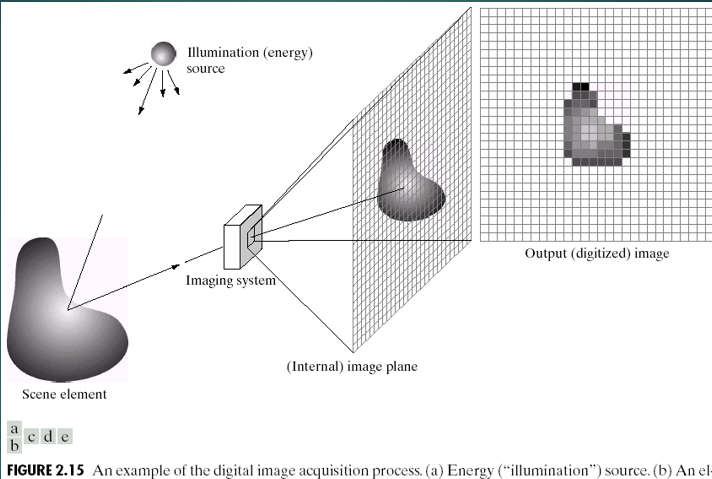 Illumination (energy)
source
Output (digitized) image
Imaging system
(Internal) image plane
Scene element
a
b
c d e
FIGURE 2.15 An example of the digital image acquisition process. (a) Energy (“illumination”) source. (b) An el-